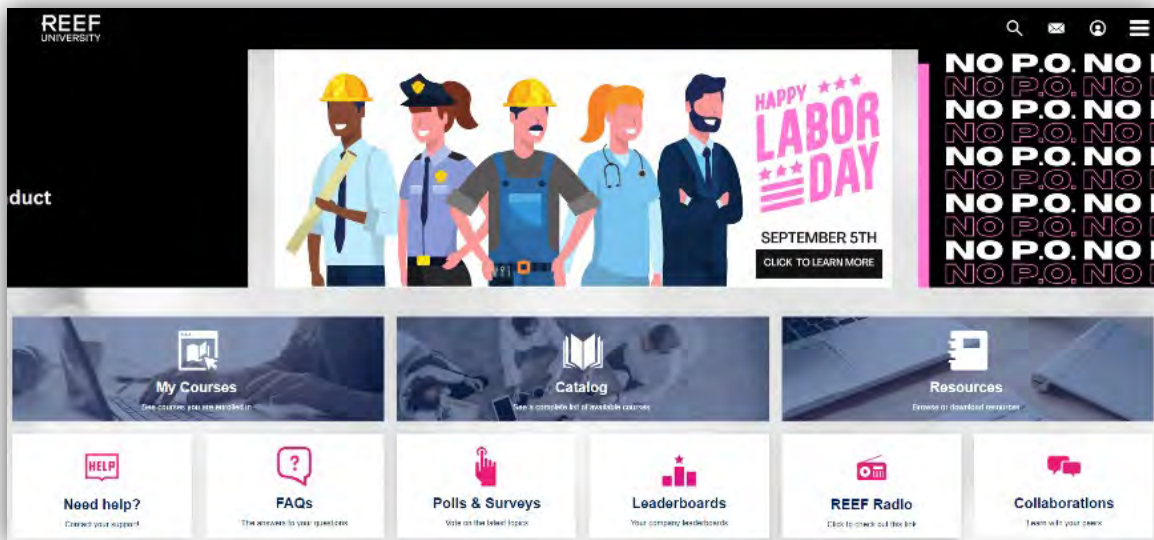 REEF
UNIVERSITY
duct
HAPPY
LABOR
DAY
SEPTEMBER 5TH
CLICK TO LEARN MORE
NO P.O. NO
NO P.O. NO
NO P.O. NO
NO P.O. NO
NO P.O. NO
NO P.O. NO
NO P.O. NO
NO P.O. NO
NO P.O. NO
NO P.O. NO
My Courses
See courses you are enrolled in
Catalog
See a complete list of available courses
Resources
Browse or download resources
HELP
Need help?
Contact your support!
?
FAQs
The answers to your questions
Polls & Surveys
Vote on the latest topics
Leaderboards
Your company leaderboards
REEF Radio
Click to check out this link
Collaborations
Learn with your peers